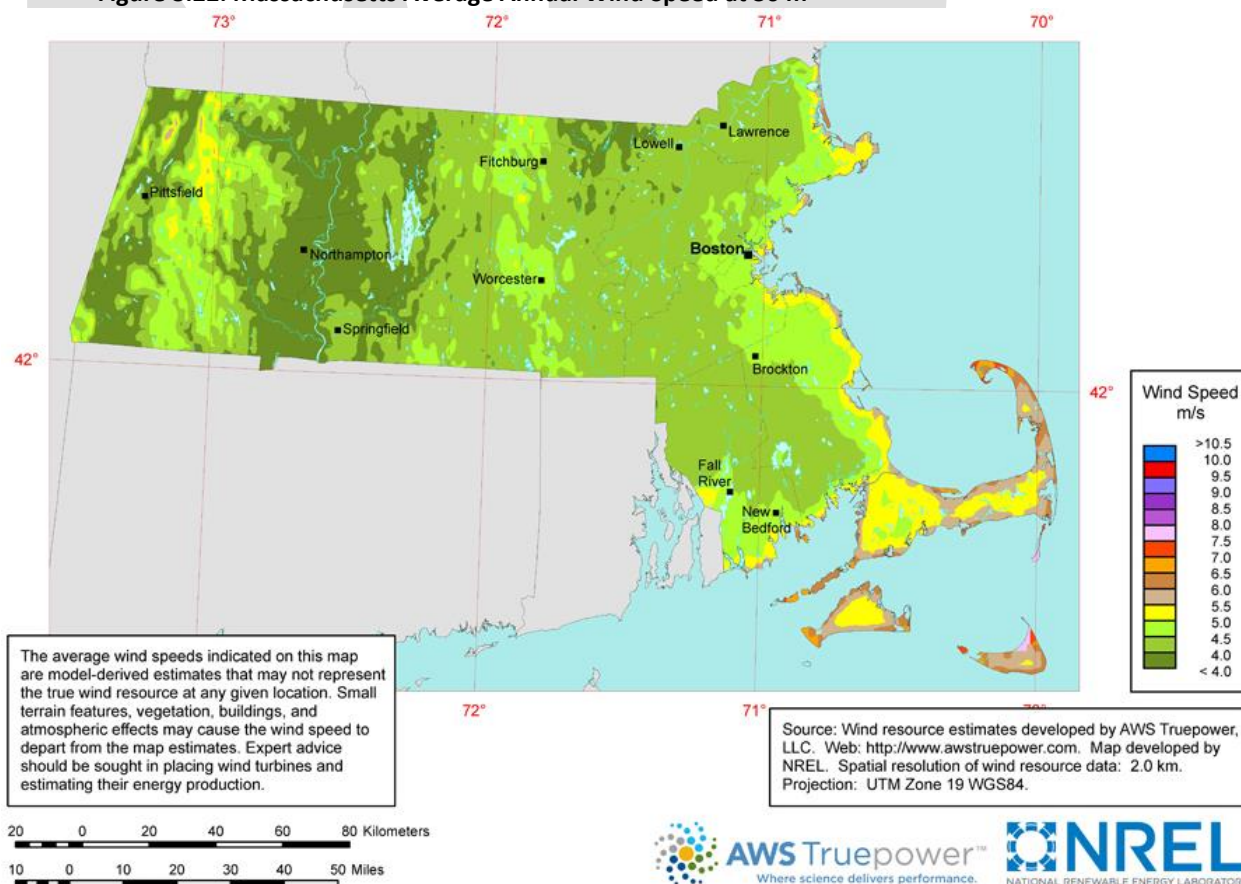 73°
72°
71°
70°
Lawrence
Lowell
Fitchburg
Pittsfield
Boston
Northampton
Worcester
Springfield
42°
Brockton
42°
Fall
River
New
Bedford
Wind Speed
m/s
>10.5
10.0
9.5
9.0
8.5
8.0
7.5
7.0
6.5
6.0
5.5
5.0
4.5
4.0
< 4.0
The average wind speeds indicated on this map
are model-derived estimates that may not represent
the true wind resource at any given location. Small
terrain features, vegetation, buildings, and
atmospheric effects may cause the wind speed to
depart from the map estimates. Expert advice
should be sought in placing wind turbines and
estimating their energy production.
72°
71°
Source: Wind resource estimates developed by AWS Truepower,
LLC. Web: http://www.awstruepower.com. Map developed by
NREL. Spatial resolution of wind resource data: 2.0 km.
Projection: UTM Zone 19 WGS84.
20 0 20 40 60 80 Kilometers
10 0 10 20 30 40 50 Miles
AWS Truepower™
Where science delivers performance.
NREL
NATIONAL RENEWABLE ENERGY